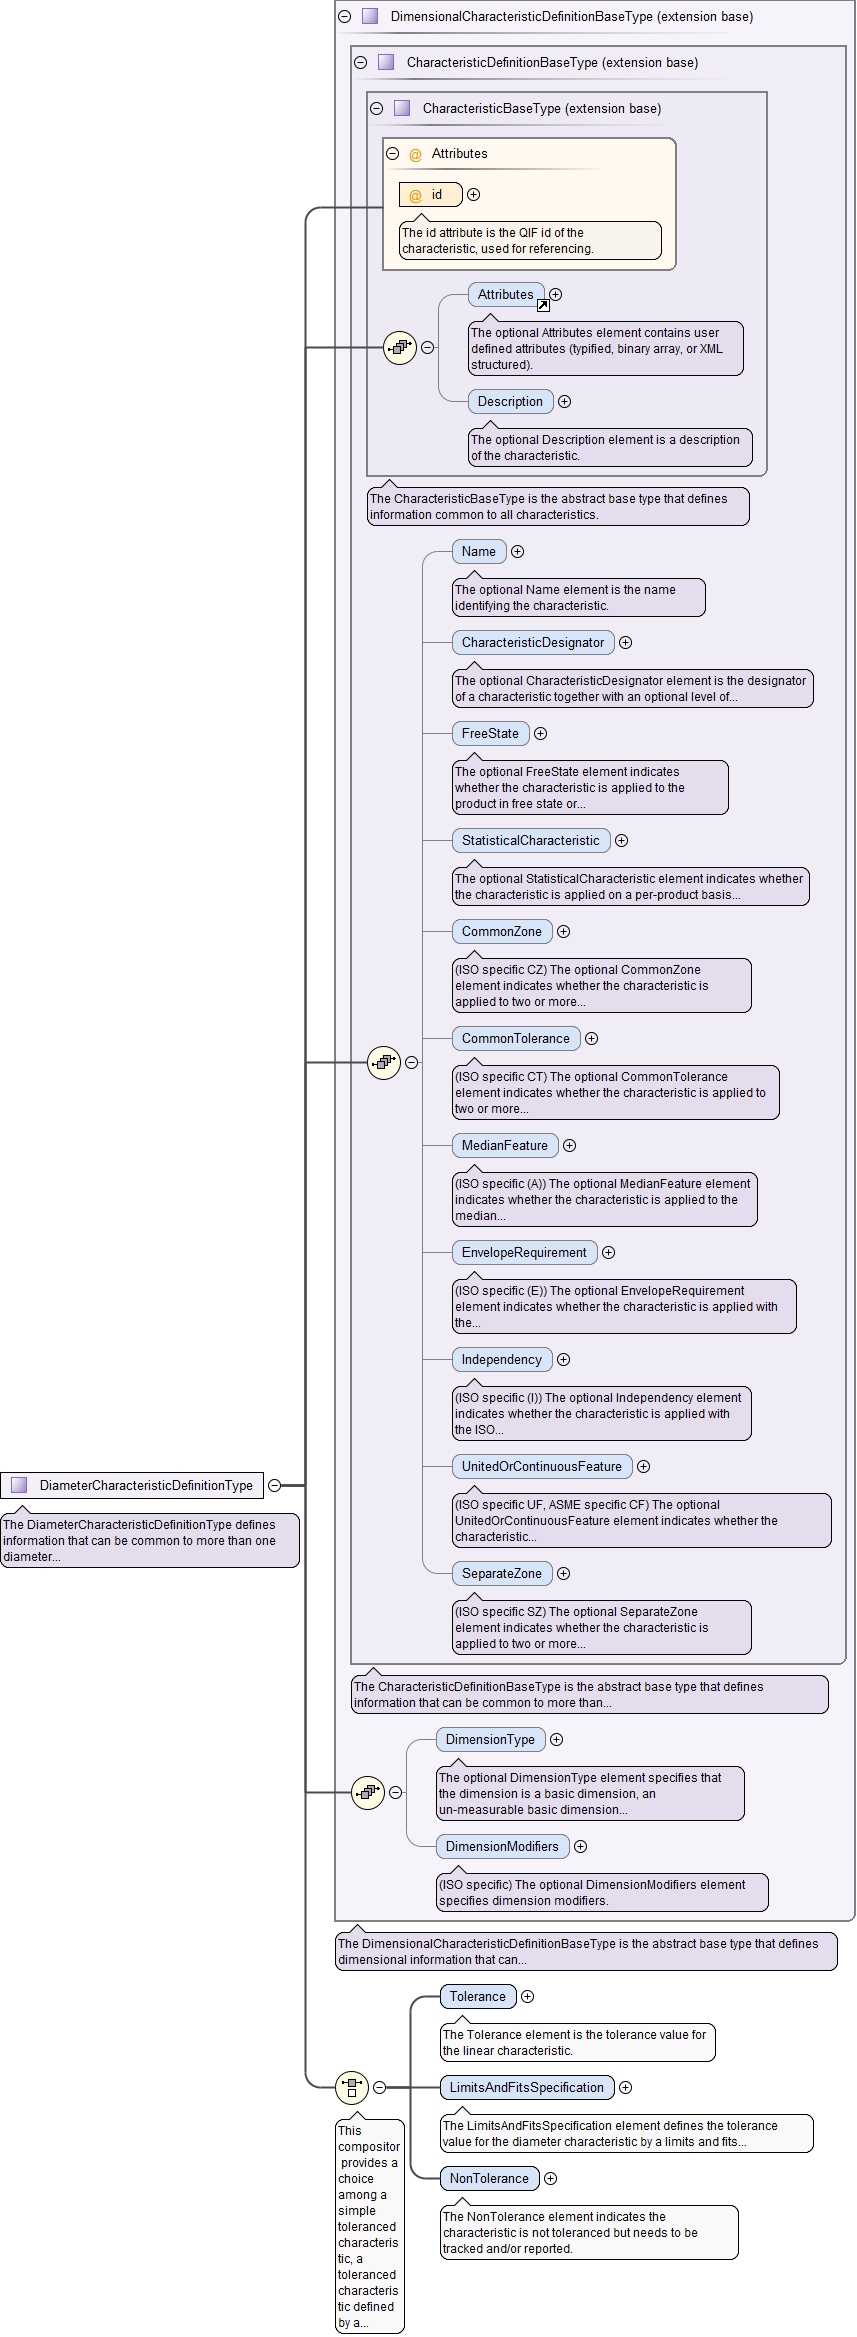 DimensionalCharacteristicDefinitionBaseType (extension base)
CharacteristicDefinitionBaseType (extension base)
CharacteristicBaseType (extension base)
@ Attributes
@ id
The id attribute is the QIF id of the
characteristic, used for referencing.
Attributes
The optional Attributes element contains user
defined attributes (typified, binary array, or XML
structured).
Description
The optional Description element is a description
of the characteristic.
The CharacteristicBaseType is the abstract base type that defines
information common to all characteristics.
Name
The optional Name element is the name
identifying the characteristic.
CharacteristicDesignator
The optional CharacteristicDesignator element is the designator
of a characteristic together with an optional level of...
FreeState
The optional FreeState element indicates
whether the characteristic is applied to the
product in free state or...
StatisticalCharacteristic
The optional StatisticalCharacteristic element indicates whether
the characteristic is applied on a per-product basis...
CommonZone
(ISO specific CZ) The optional CommonZone
element indicates whether the characteristic is
applied to two or more...
CommonTolerance
(ISO specific CT) The optional CommonTolerance
element indicates whether the characteristic is applied to
two or more...
MedianFeature
(ISO specific (A)) The optional MedianFeature element
indicates whether the characteristic is applied to the
median...
EnvelopeRequirement
(ISO specific (E)) The optional EnvelopeRequirement
element indicates whether the characteristic is applied with
the...
Independency
(ISO specific (I)) The optional Independency element
indicates whether the characteristic is applied with
the ISO...
UnitedOrContinuousFeature
(ISO specific UF, ASME specific CF) The optional
UnitedOrContinuousFeature element indicates whether the
characteristic...
SeparateZone
(ISO specific SZ) The optional SeparateZone
element indicates whether the characteristic is
applied to two or more...
DiameterCharacteristicDefinitionType
The DiameterCharacteristicDefinitionType defines
information that can be common to more than one
diameter...
The CharacteristicDefinitionBaseType is the abstract base type that defines
information that can be common to more than...
DimensionType
The optional DimensionType element specifies that
the dimension is a basic dimension, an
un-measurable basic dimension...
DimensionModifiers
(ISO specific) The optional DimensionModifiers element
specifies dimension modifiers.
The DimensionalCharacteristicDefinitionBaseType is the abstract base type that defines
dimensional information that can...
Tolerance
The Tolerance element is the tolerance value for
the linear characteristic.
LimitsAndFitsSpecification
The LimitsAndFitsSpecification element defines the tolerance
value for the diameter characteristic by a limits and fits...
NonTolerance
The NonTolerance element indicates the
characteristic is not toleranced but needs to be
tracked and/or reported.
This
compositor
provides a
choice
among a
simple
toleranced
characteris
tic, a
toleranced
characteris
tic defined
by a...